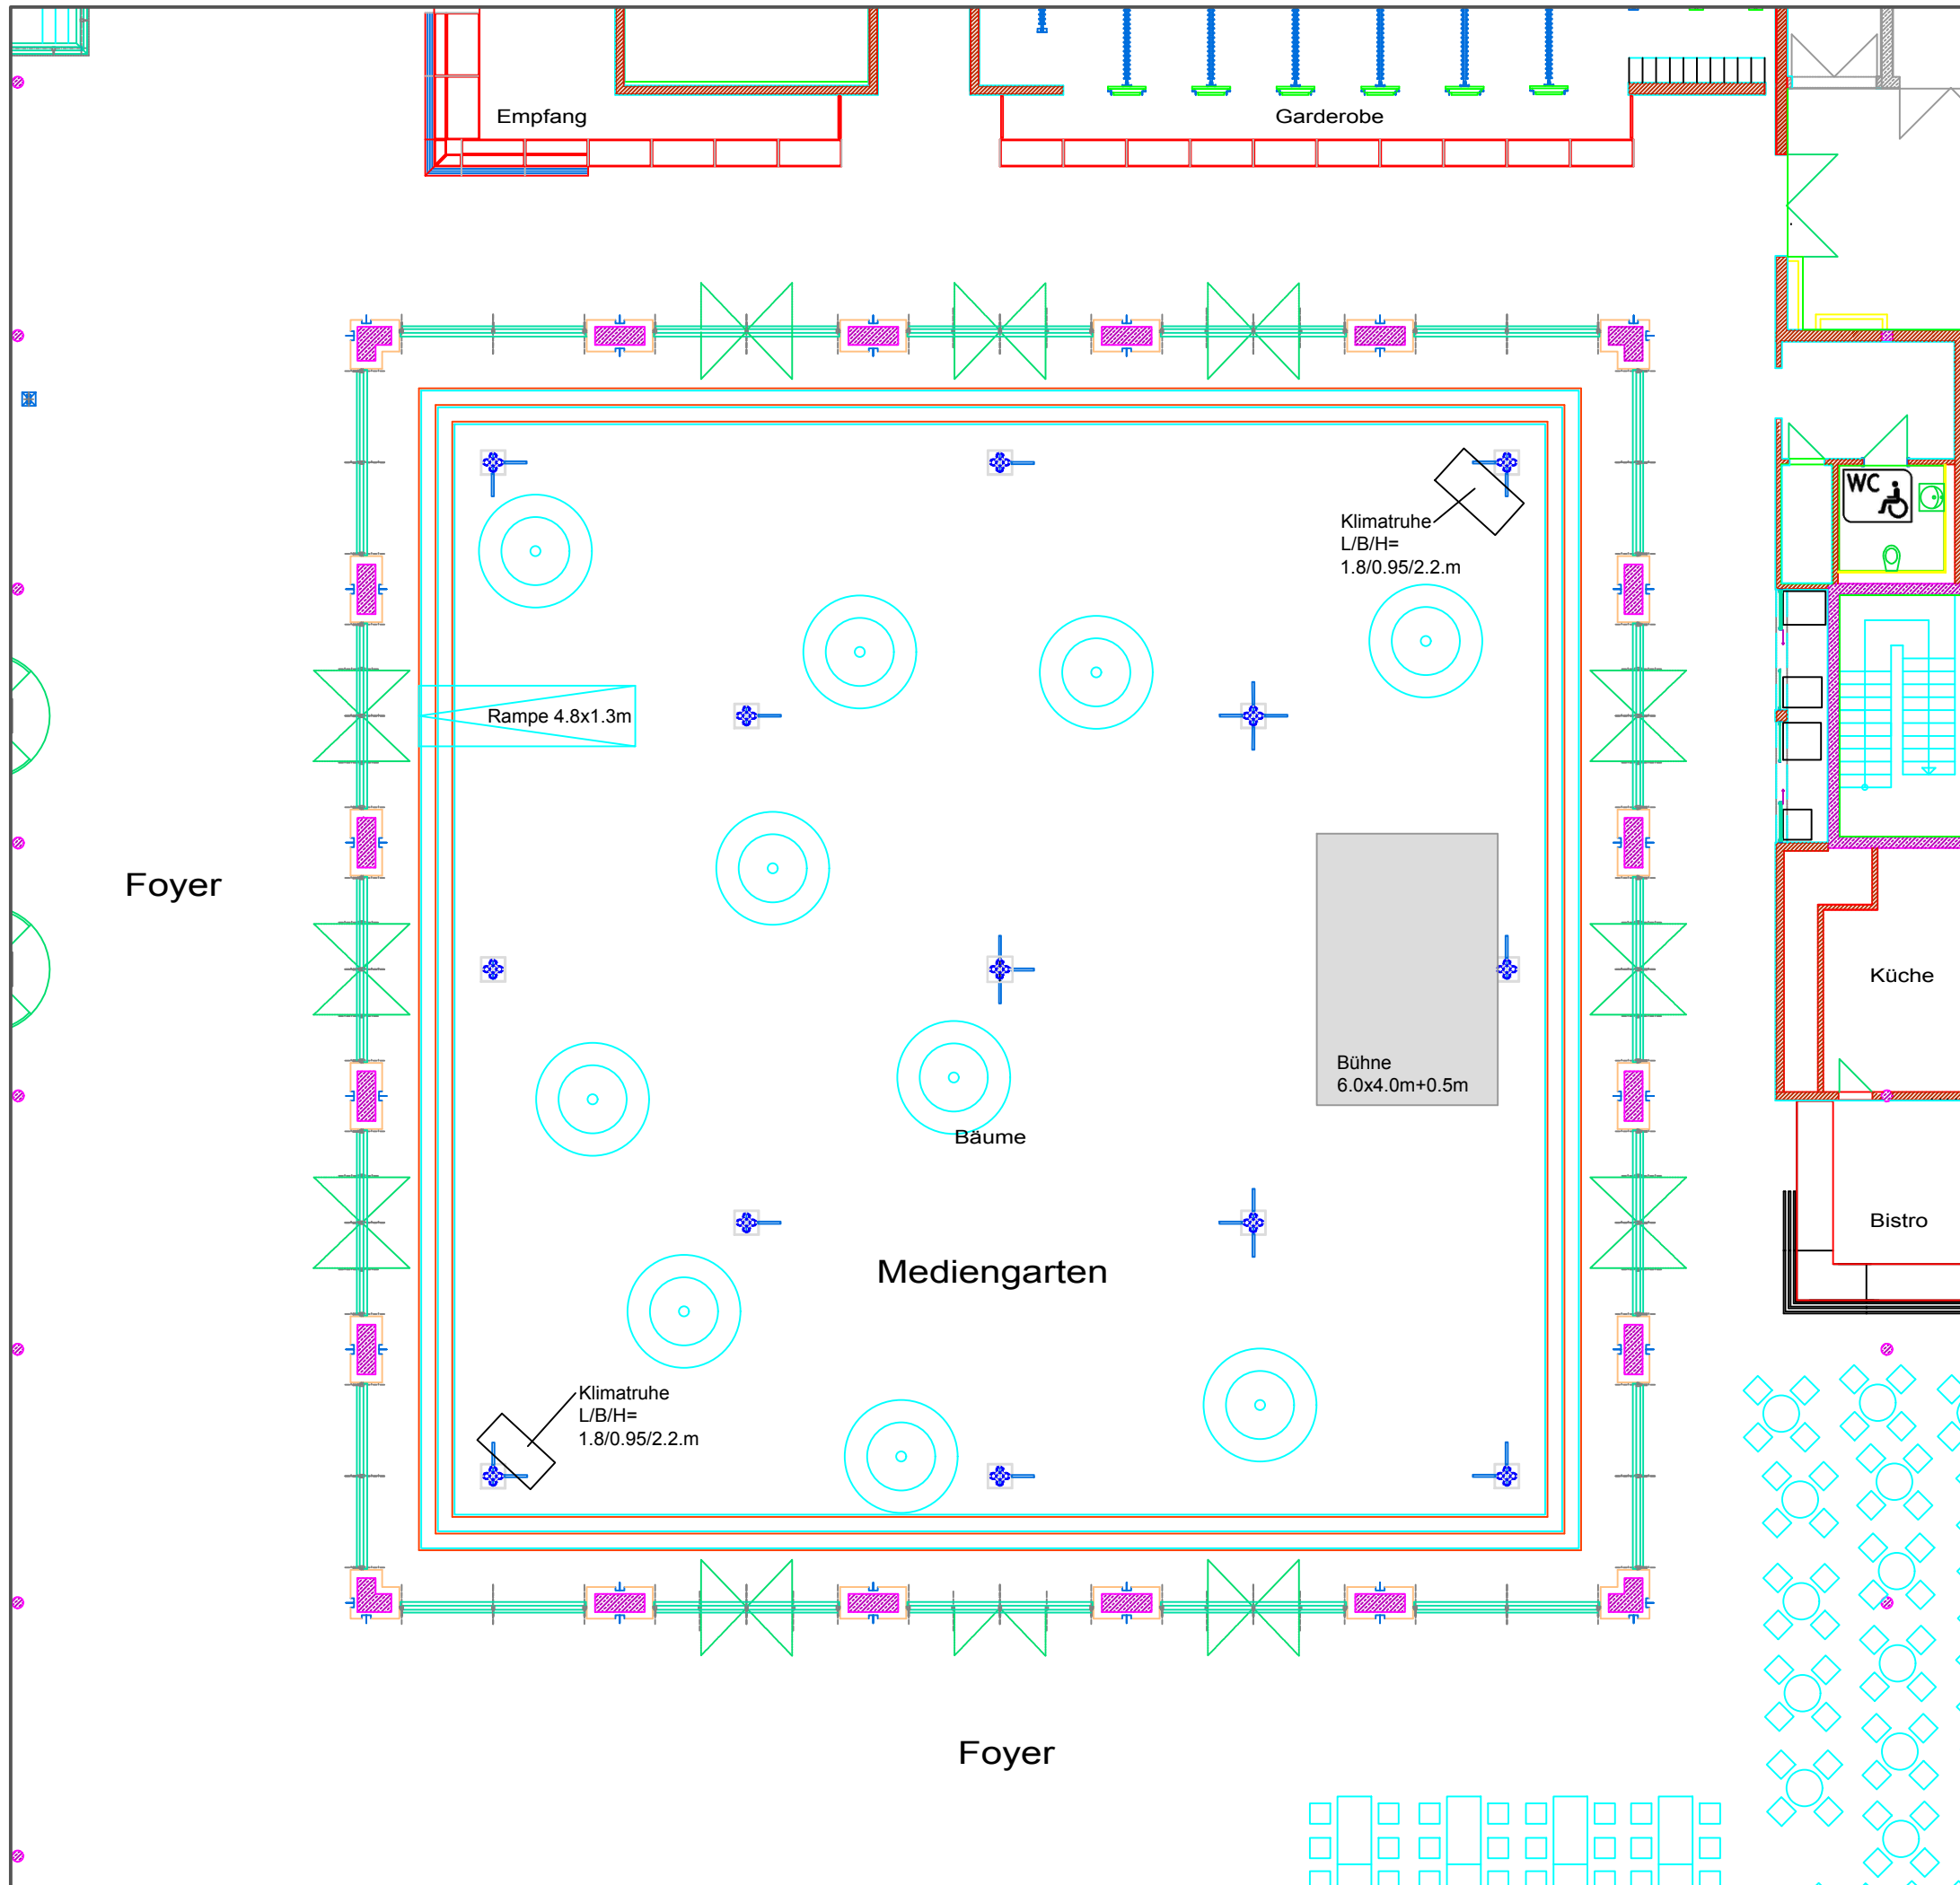 Empfang
Garderobe
WC
Klimatruhe
L/B/H=
1.8/0.95/2.2.m
Rampe 4.8x1.3m
Foyer
Küche
Bühne
6.0x4.0m+0.5m
Bäume
Bistro
Mediengarten
Klimatruhe
L/B/H=
1.8/0.95/2.2.m
Foyer